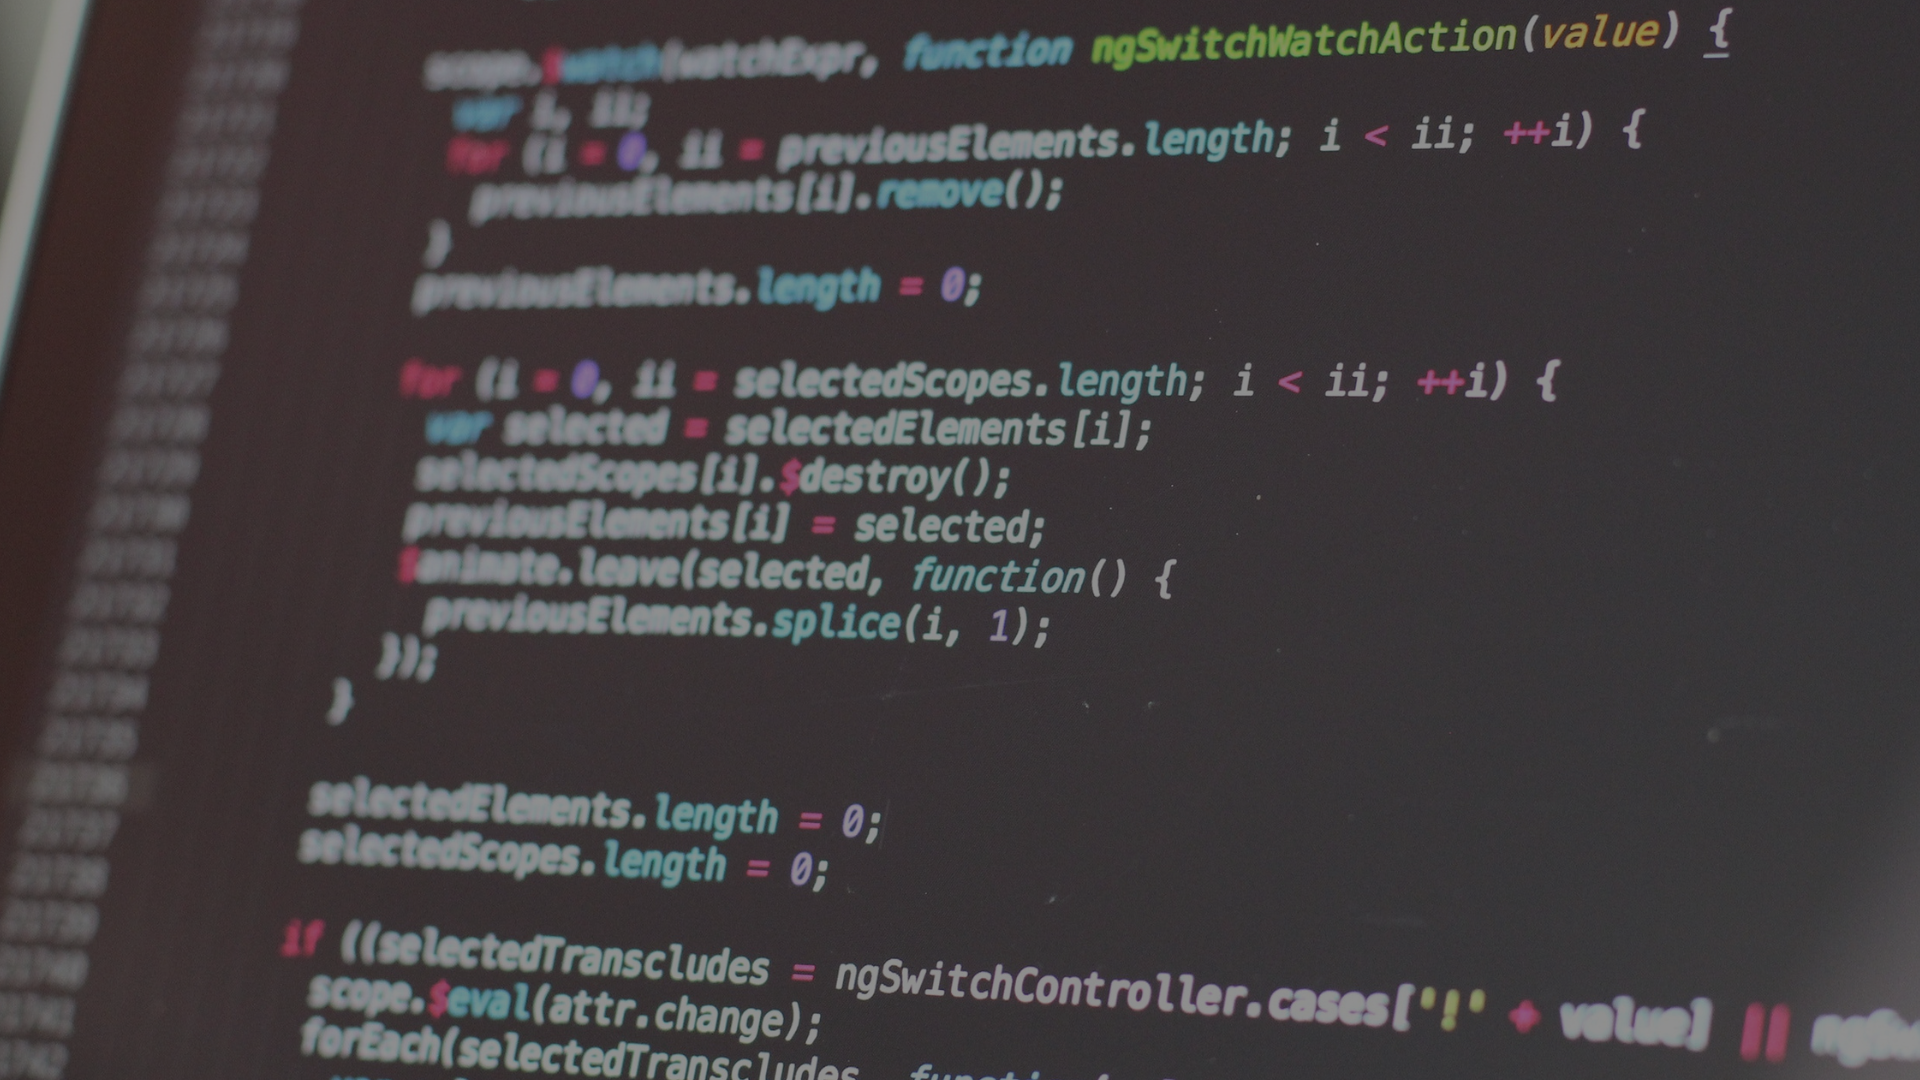 scope.$watch(watchExpr, function ngSwitchWatchAction(value) {
var i, ii;
for (i = 0, ii = previousElements.length; i < ii; ++i) {
previousElements[i].remove();
}
previousElements.length = 0;
for (i = 0, ii = selectedScopes.length; i < ii; ++i) {
var selected = selectedElements[i];
selectedScopes[i].$destroy();
previousElements[i] = selected;
$animate.leave(selected, function() {
previousElements.splice(i, 1);
});
}
selectedElements.length = 0;
selectedScopes.length = 0;
if ((selectedTranscludes = ngSwitchController.cases['!' + value] ||
scope.$eval(attr.change);
forEach(selectedTranscludes, function(